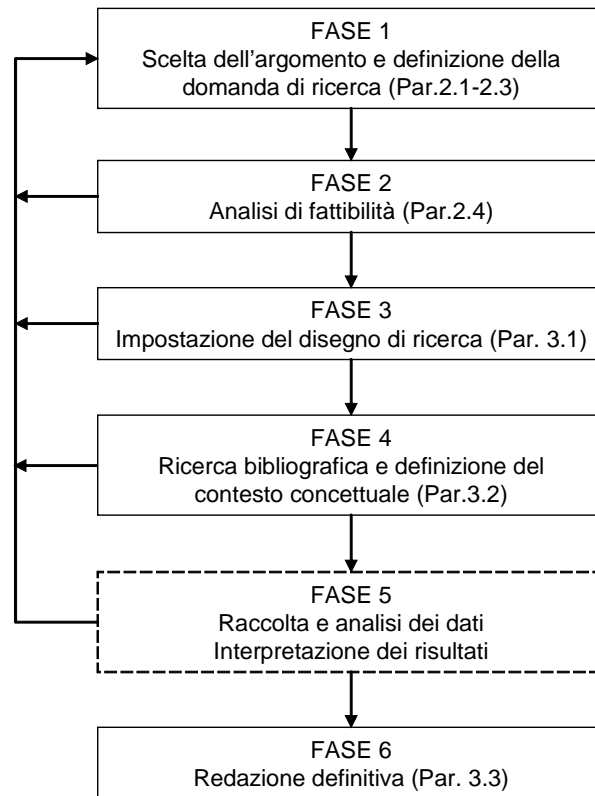 FASE 1
Scelta dell’argomento e definizione della
domanda di ricerca (Par.2.1-2.3)
FASE 2
Analisi di fattibilità (Par.2.4)
FASE 3
Impostazione del disegno di ricerca (Par. 3.1)
FASE 4
Ricerca bibliografica e definizione del
contesto concettuale (Par.3.2)
FASE 5
Raccolta e analisi dei dati
Interpretazione dei risultati
FASE 6
Redazione definitiva (Par. 3.3)